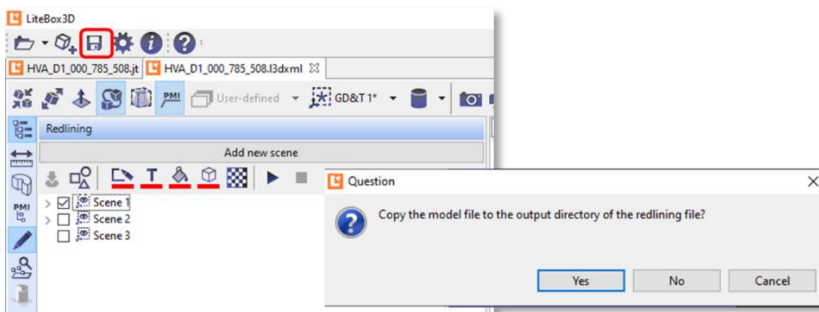 LiteBox3D
HVA_D1_000_785_508.jt HVA_D1_000_785_508.l3dxml
PMI User-defined GD&T 1*
Redlining
Add new scene
T
PMI
Scene 1
Scene 2
Scene 3
Question
Copy the model file to the output directory of the redlining file?
Yes No Cancel